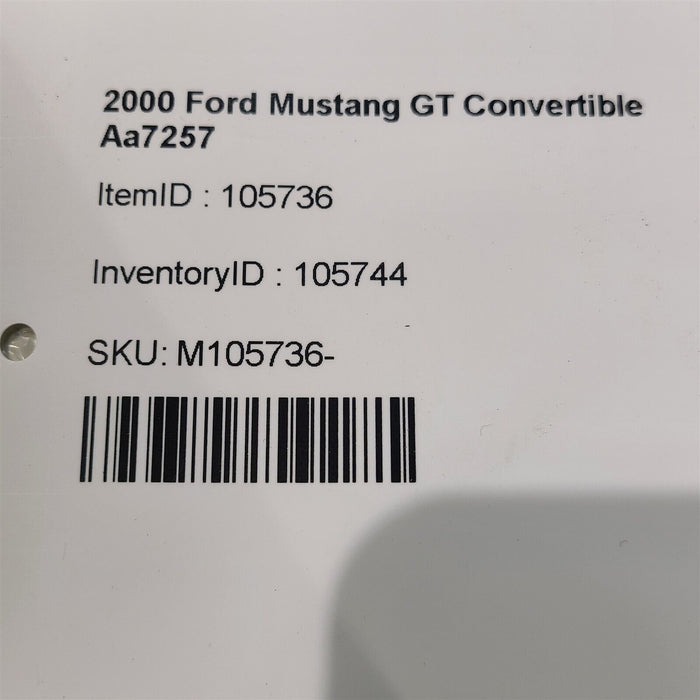 2000 Ford Mustang GT Convertible
Aa7257
ItemID : 105736
InventoryID : 105744
SKU: M105736-